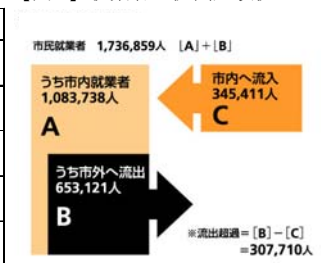 市民就業者 1,736,859人 [A]+[B]
うち市内就業者
1,083,738人
A
市内へ流入
345,411人
C
うち市外へ流出
653,121人
B
※流出超過=[B]-[C]
=307,710人